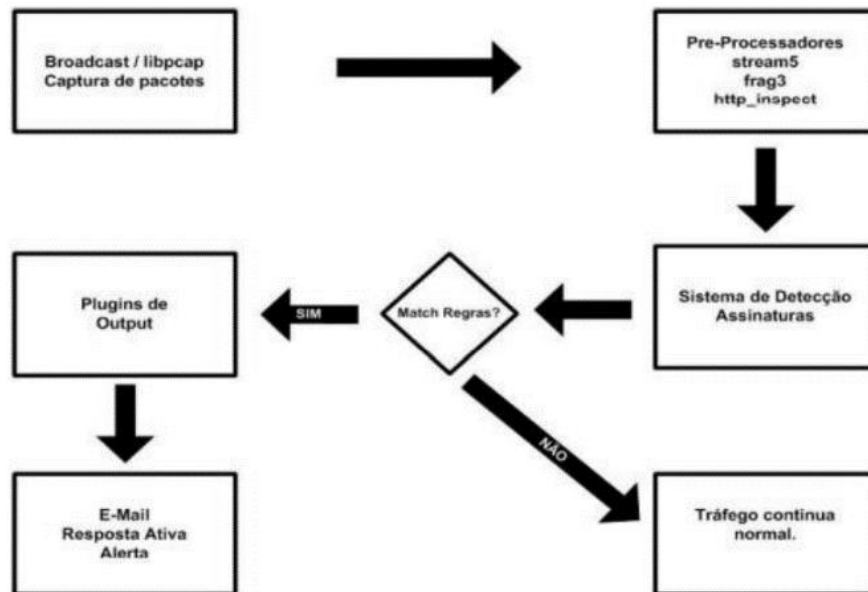 Broadcast / libpcap
Captura de pacotes
Pre-Processadores
stream5
frag3
http_inspect
Sistema de Detecção
Assinaturas
Match Regras?
SIM
Plugins de
Output
NÃO
E-Mail
Resposta Ativa
Alerta
Tráfego continua
normal.